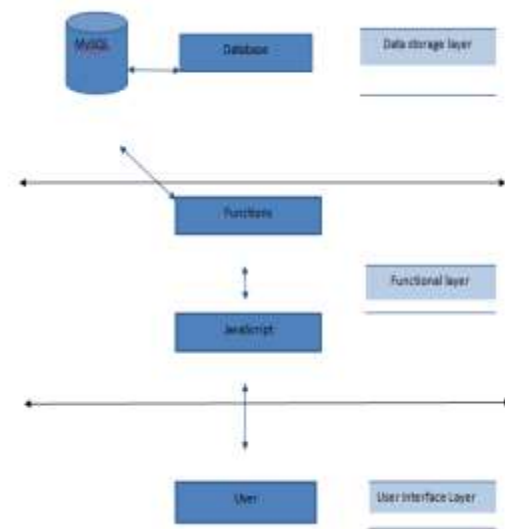 MySQL
Database
Data storage layer
Functions
Functional layer
JavaScript
User
User Interface Layer